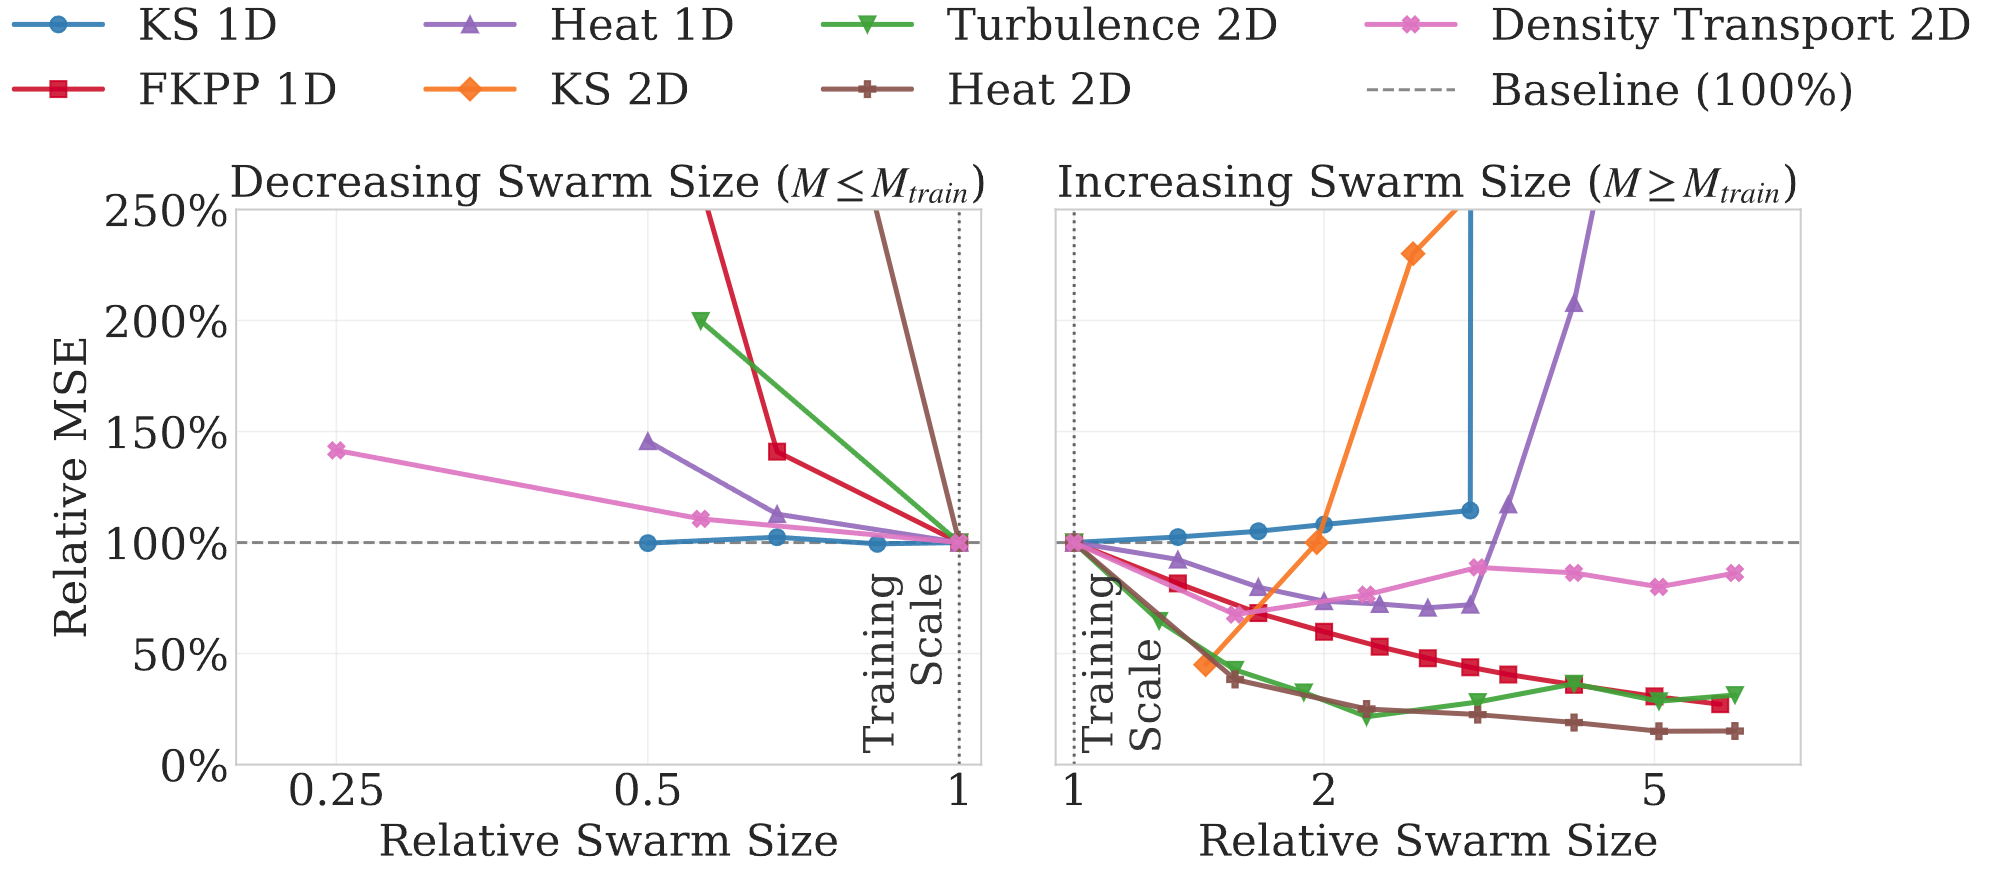 KS 1D
Heat 1D
Turbulence 2D
Density Transport 2D
FKPP 1D
KS 2D
Heat 2D
Baseline (100%)
Decreasing Swarm Size (M ≤ M_train)
Increasing Swarm Size (M ≥ M_train)
Relative MSE
250%
200%
150%
100%
50%
0%
Training
Scale
Training
Scale
0.25
0.5
1
1
2
5
Relative Swarm Size
Relative Swarm Size